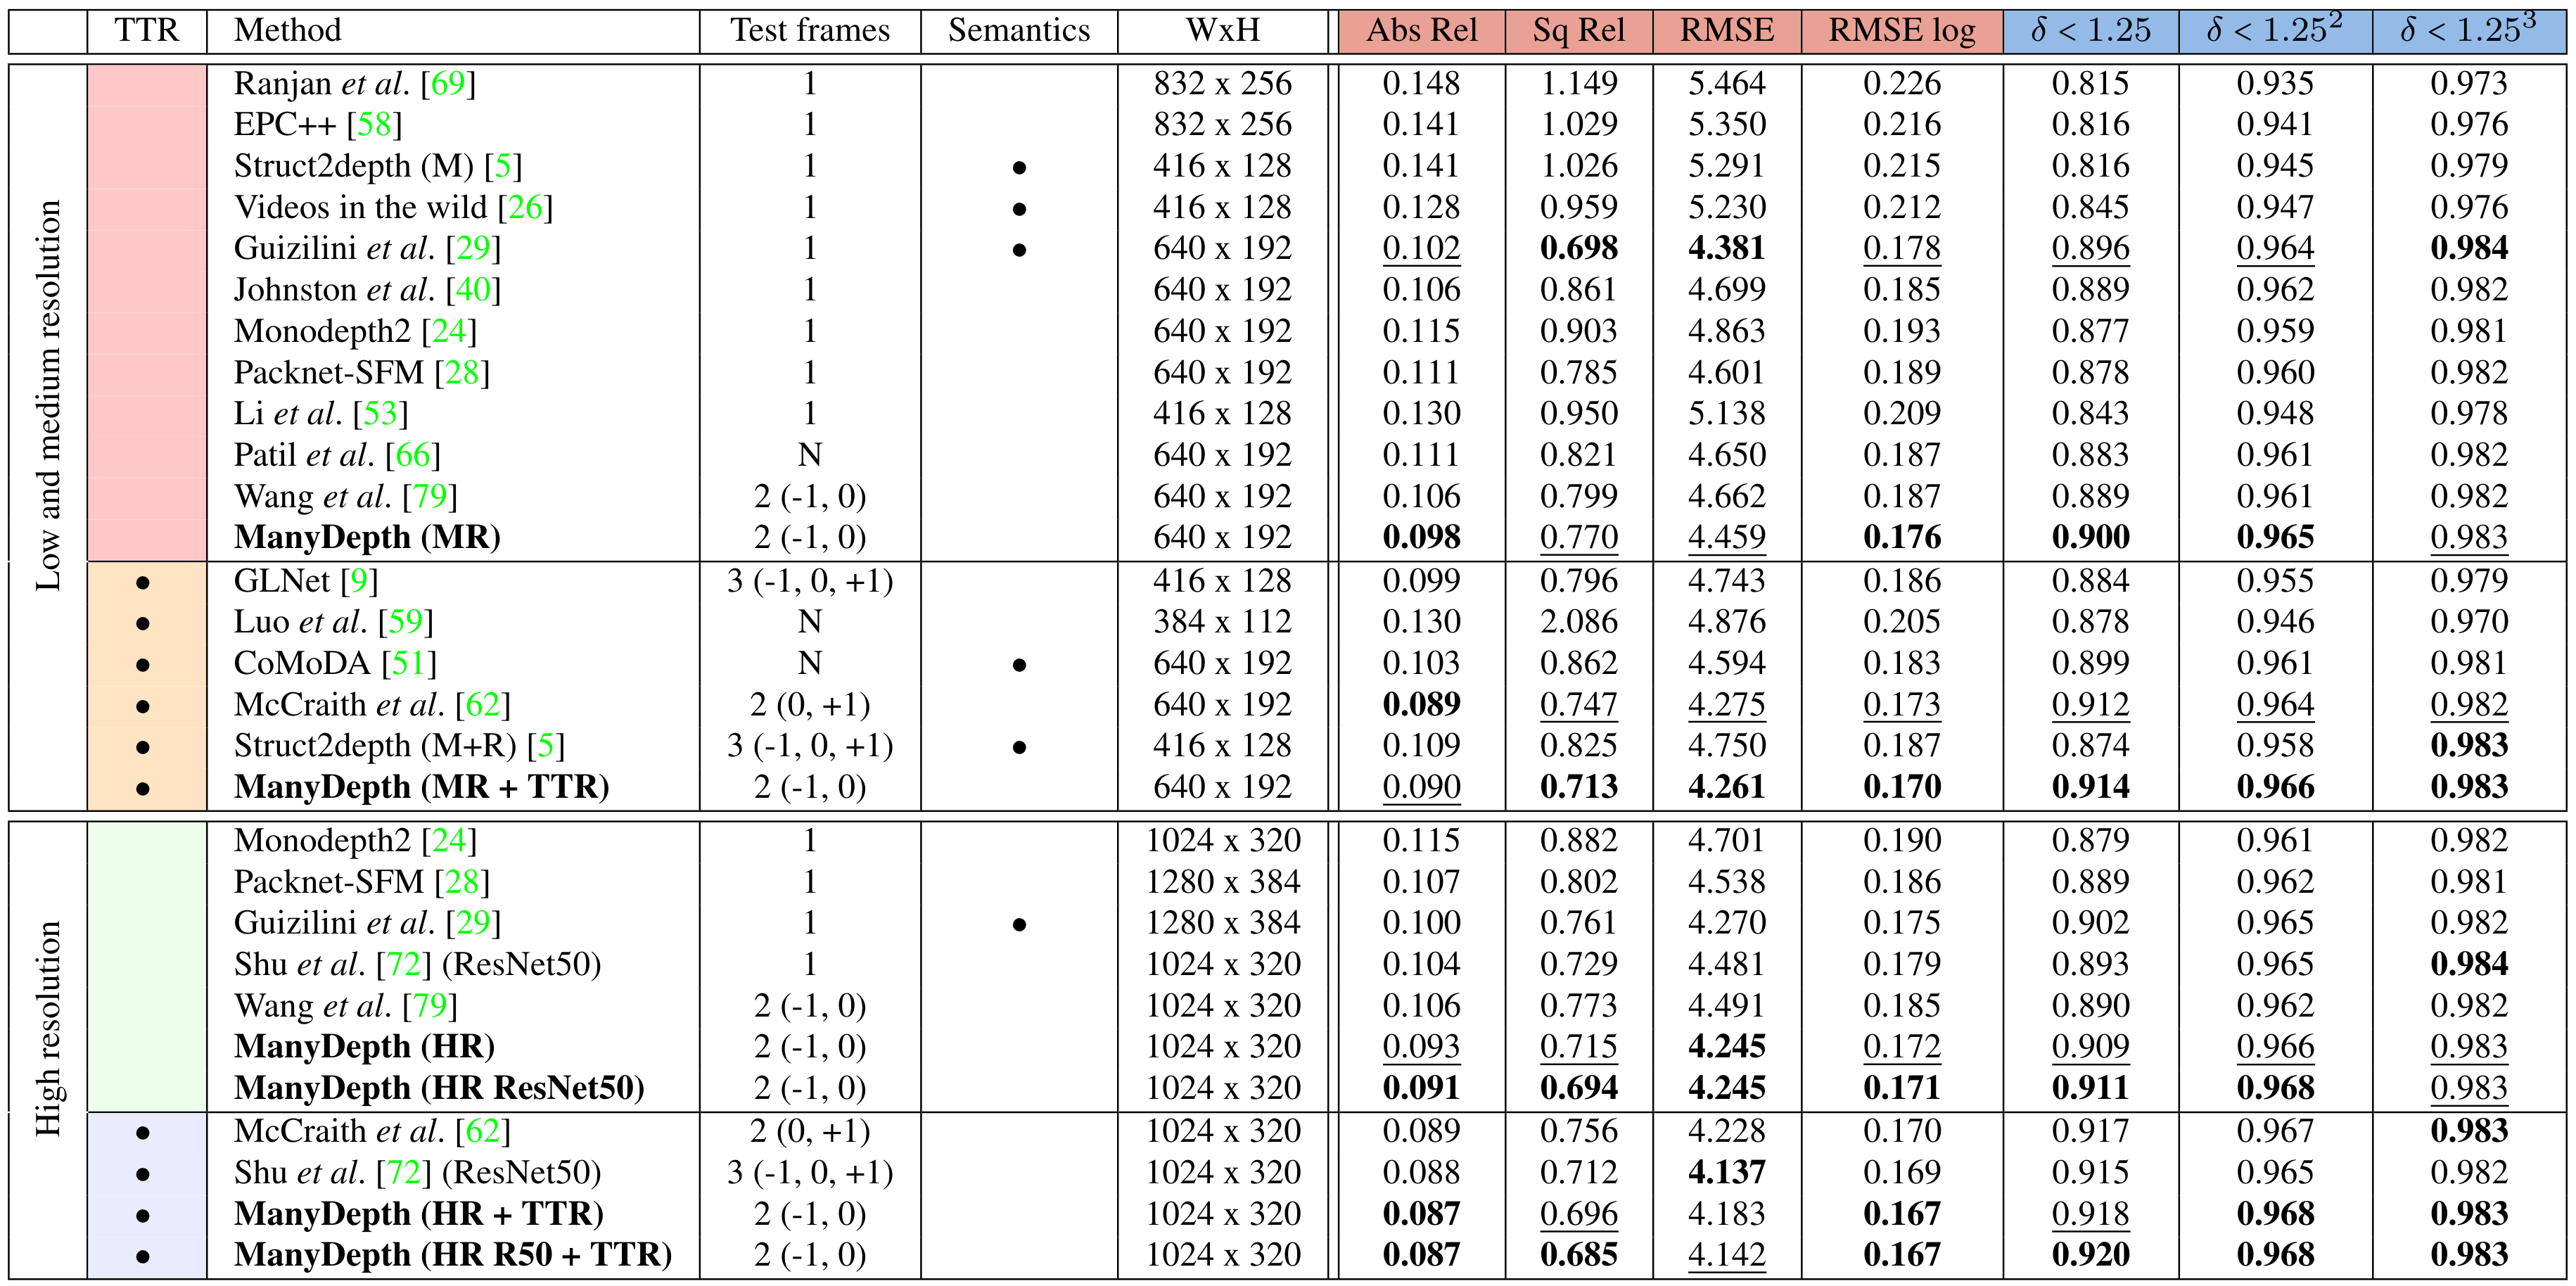 TTR Method Test frames Semantics WxH Abs Rel Sq Rel RMSE RMSE log δ < 1.25 δ < 1.25² δ < 1.25³
Low and medium resolution
Ranjan et al. [69] 1 832 x 256 0.148 1.149 5.464 0.226 0.815 0.935 0.973
EPC++ [58] 1 832 x 256 0.141 1.029 5.350 0.216 0.816 0.941 0.976
Struct2depth (M) [5] 1 • 416 x 128 0.141 1.026 5.291 0.215 0.816 0.945 0.979
Videos in the wild [26] 1 • 416 x 128 0.128 0.959 5.230 0.212 0.845 0.947 0.976
Guizilini et al. [29] 1 • 640 x 192 0.102 0.698 4.381 0.178 0.896 0.964 0.984
Johnston et al. [40] 1 640 x 192 0.106 0.861 4.699 0.185 0.889 0.962 0.982
Monodepth2 [24] 1 640 x 192 0.115 0.903 4.863 0.193 0.877 0.959 0.981
Packnet-SFM [28] 1 640 x 192 0.111 0.785 4.601 0.189 0.878 0.960 0.982
Li et al. [53] 1 416 x 128 0.130 0.950 5.138 0.209 0.843 0.948 0.978
Patil et al. [66] N 640 x 192 0.111 0.821 4.650 0.187 0.883 0.961 0.982
Wang et al. [79] 2 (-1, 0) 640 x 192 0.106 0.799 4.662 0.187 0.889 0.961 0.982
ManyDepth (MR) 2 (-1, 0) 640 x 192 0.098 0.770 4.459 0.176 0.900 0.965 0.983
• GLNet [9] 3 (-1, 0, +1) 416 x 128 0.099 0.796 4.743 0.186 0.884 0.955 0.979
• Luo et al. [59] N 384 x 112 0.130 2.086 4.876 0.205 0.878 0.946 0.970
• CoMoDA [51] N • 640 x 192 0.103 0.862 4.594 0.183 0.899 0.961 0.981
• McCraith et al. [62] 2 (0, +1) 640 x 192 0.089 0.747 4.275 0.173 0.912 0.964 0.982
• Struct2depth (M+R) [5] 3 (-1, 0, +1) • 416 x 128 0.109 0.825 4.750 0.187 0.874 0.958 0.983
• ManyDepth (MR + TTR) 2 (-1, 0) 640 x 192 0.090 0.713 4.261 0.170 0.914 0.966 0.983
High resolution
Monodepth2 [24] 1 1024 x 320 0.115 0.882 4.701 0.190 0.879 0.961 0.982
Packnet-SFM [28] 1 1280 x 384 0.107 0.802 4.538 0.186 0.889 0.962 0.981
Guizilini et al. [29] 1 • 1280 x 384 0.100 0.761 4.270 0.175 0.902 0.965 0.982
Shu et al. [72] (ResNet50) 1 1024 x 320 0.104 0.729 4.481 0.179 0.893 0.965 0.984
Wang et al. [79] 2 (-1, 0) 1024 x 320 0.106 0.773 4.491 0.185 0.890 0.962 0.982
ManyDepth (HR) 2 (-1, 0) 1024 x 320 0.093 0.715 4.245 0.172 0.909 0.966 0.983
ManyDepth (HR ResNet50) 2 (-1, 0) 1024 x 320 0.091 0.694 4.245 0.171 0.911 0.968 0.983
• McCraith et al. [62] 2 (0, +1) 1024 x 320 0.089 0.756 4.228 0.170 0.917 0.967 0.983
• Shu et al. [72] (ResNet50) 3 (-1, 0, +1) 1024 x 320 0.088 0.712 4.137 0.169 0.915 0.965 0.982
• ManyDepth (HR + TTR) 2 (-1, 0) 1024 x 320 0.087 0.696 4.183 0.167 0.918 0.968 0.983
• ManyDepth (HR R50 + TTR) 2 (-1, 0) 1024 x 320 0.087 0.685 4.142 0.167 0.920 0.968 0.983